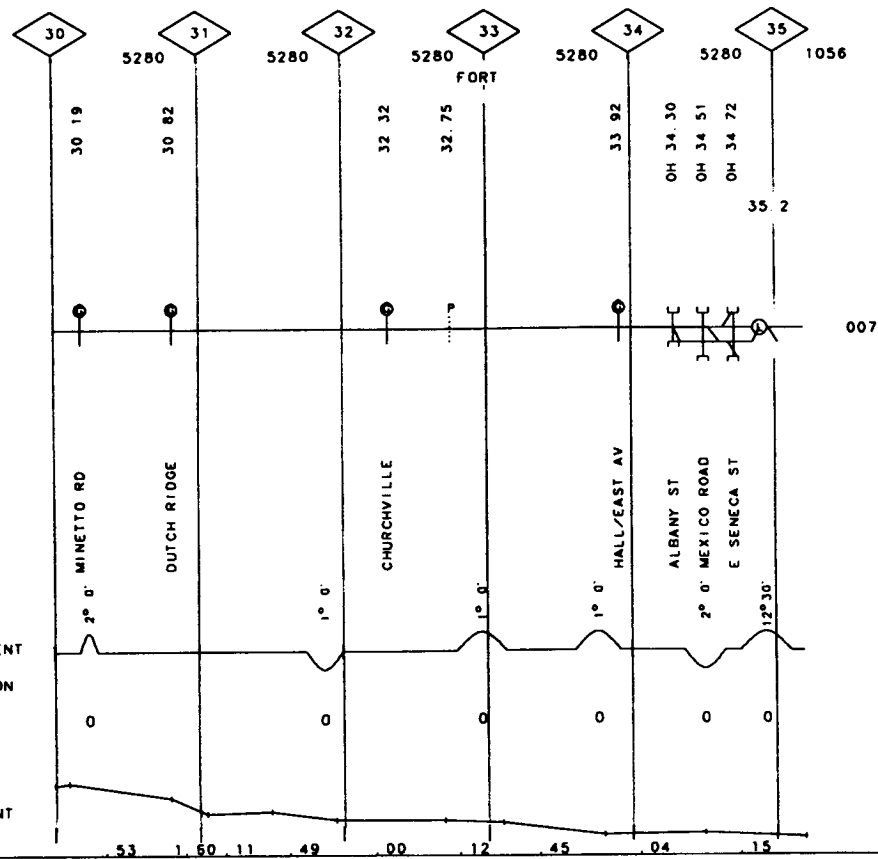 30 31 32 33 34 35
5280 5280 5280 5280 5280 1056
FORT
30 19
30 82
32 32
32.75
33 92
OH 34.30
OH 34 51
OH 34 72
35.2
P
007
MINETTO RD
DUTCH RIDGE
CHURCHVILLE
HALL/EAST AV
ALBANY ST
MEXICO ROAD
E SENECA ST
2° 0' 1° 0' 1° 0' 1° 0' 2° 0' 12°30'
ENT
ON
0 0 0 0 0 0
NT
.53 1.60 .11 .49 .00 .12 .45 .04 .15